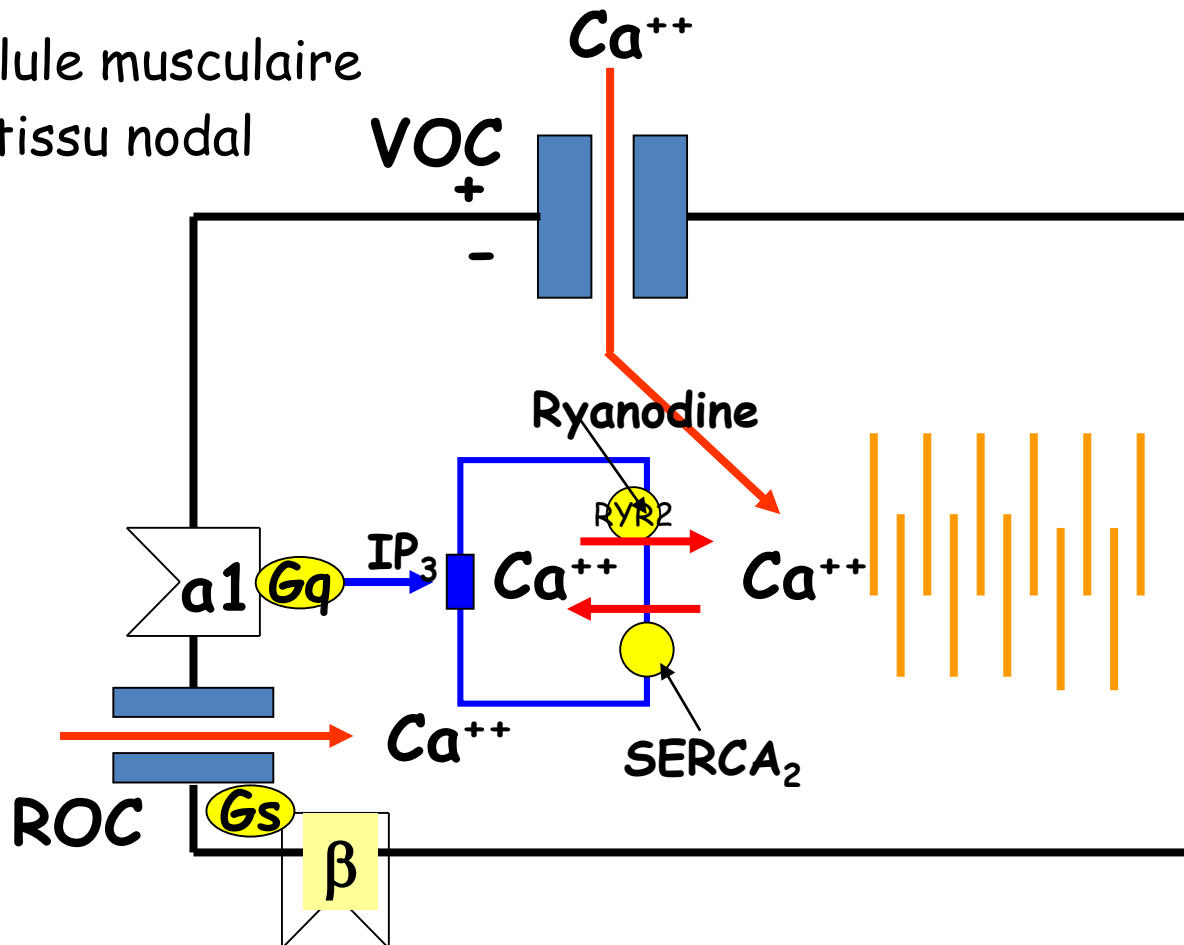 Ca⁺⁺
lule musculaire
tissu nodal
VOC
+
-
Ryanodine
RYR2
IP₃
Ca⁺⁺
Ca⁺⁺
a1
Gq
Ca⁺⁺
SERCA₂
ROC
Gs
β